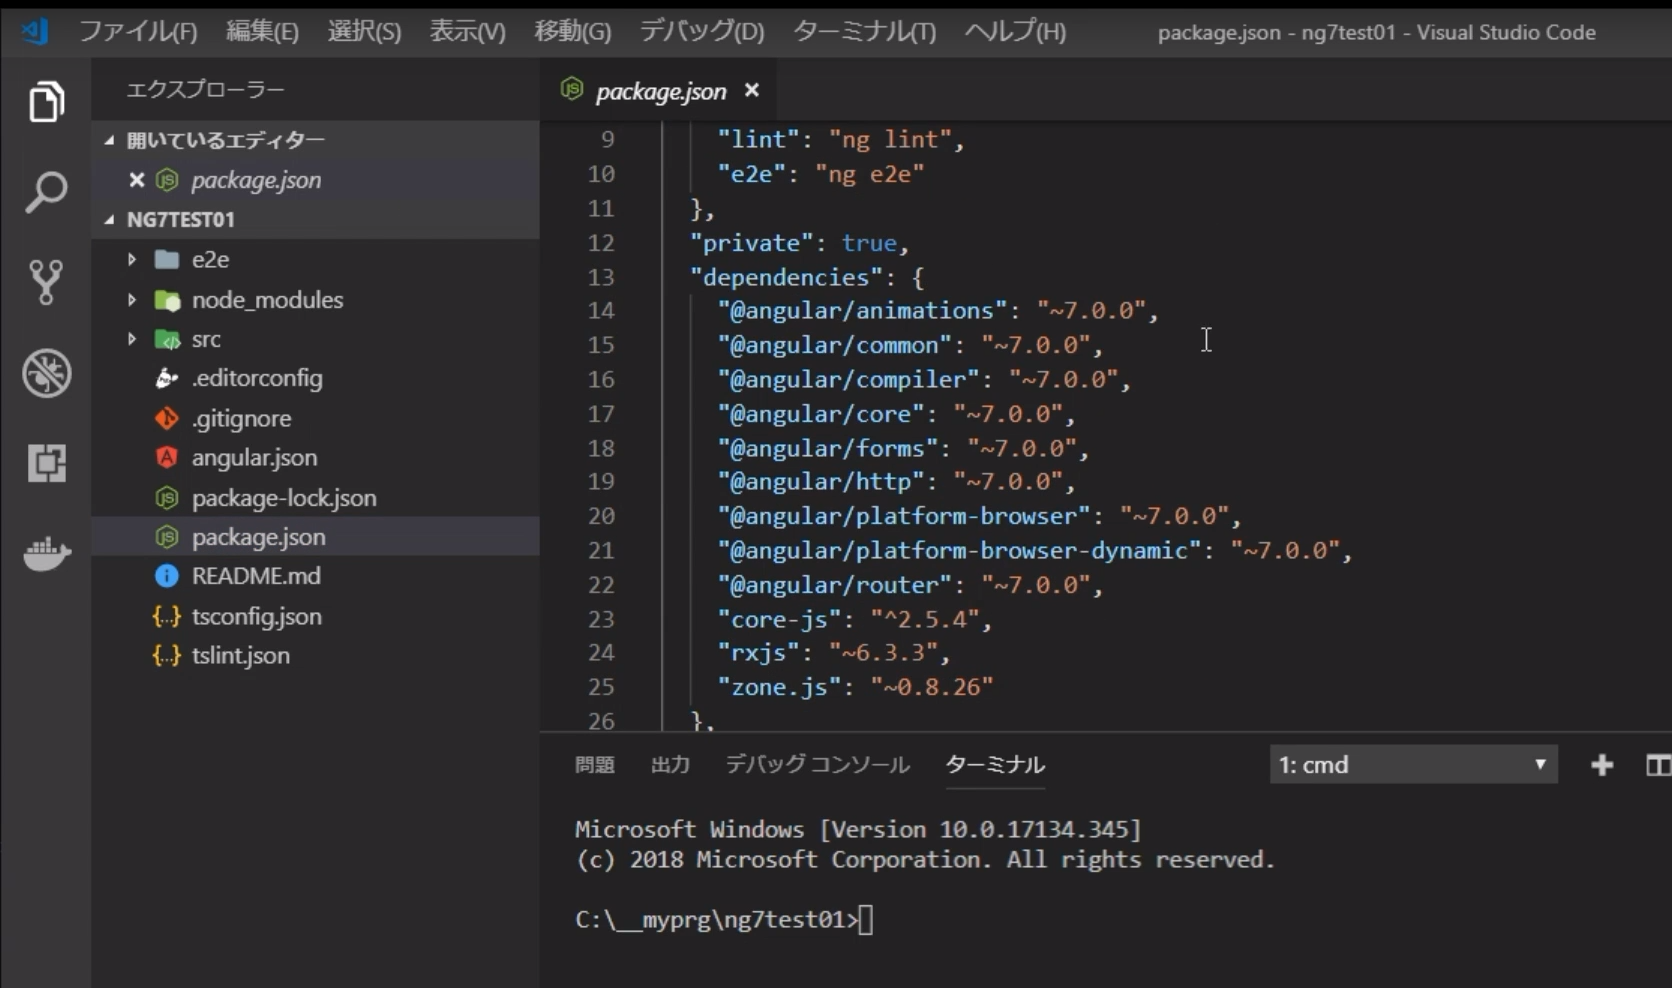 ファイル(F) 編集(E) 選択(S) 表示(V) 移動(G) デバッグ(D) ターミナル(T) ヘルプ(H) package.json - ng7test01 - Visual Studio Code
エクスプローラー
開いているエディター
package.json
NG7TEST01
e2e
node_modules
src
.editorconfig
.gitignore
angular.json
package-lock.json
package.json
README.md
tsconfig.json
tslint.json
package.json
9 "lint": "ng lint",
10 "e2e": "ng e2e"
11 },
12 "private": true,
13 "dependencies": {
14 "@angular/animations": "~7.0.0",
15 "@angular/common": "~7.0.0",
16 "@angular/compiler": "~7.0.0",
17 "@angular/core": "~7.0.0",
18 "@angular/forms": "~7.0.0",
19 "@angular/http": "~7.0.0",
20 "@angular/platform-browser": "~7.0.0",
21 "@angular/platform-browser-dynamic": "~7.0.0",
22 "@angular/router": "~7.0.0",
23 "core-js": "^2.5.4",
24 "rxjs": "~6.3.3",
25 "zone.js": "~0.8.26"
26 },
問題 出力 デバッグ コンソール ターミナル 1: cmd
Microsoft Windows [Version 10.0.17134.345]
(c) 2018 Microsoft Corporation. All rights reserved.
C:\__myprg\ng7test01>